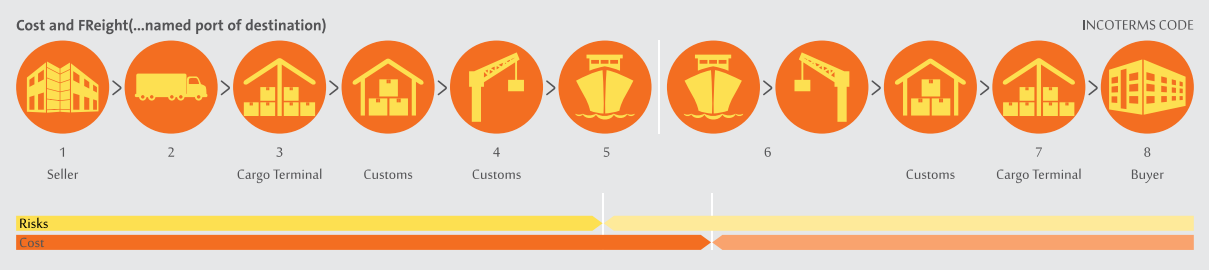 Cost and FReight(...named port of destination)
INCOTERMS CODE
1 2 3 4 5 6 7 8
Seller Cargo Terminal Customs Customs Customs Cargo Terminal Buyer
Risks
Cost